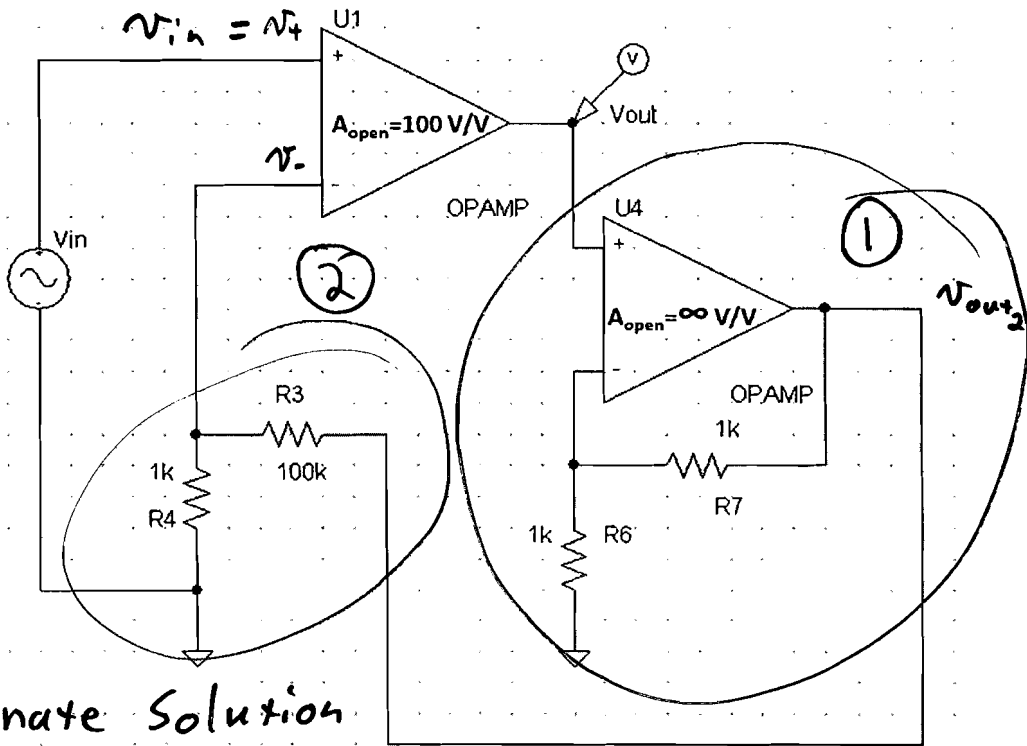 Vin = V+
U1
+
Aopen=100 V/V
V
Vout
V-
-
OPAMP
U4
1
Vin
2
+
Vout2
Aopen=∞ V/V
-
R3
OPAMP
1k
1k
100k
R4
R7
1k
R6
nate Solution